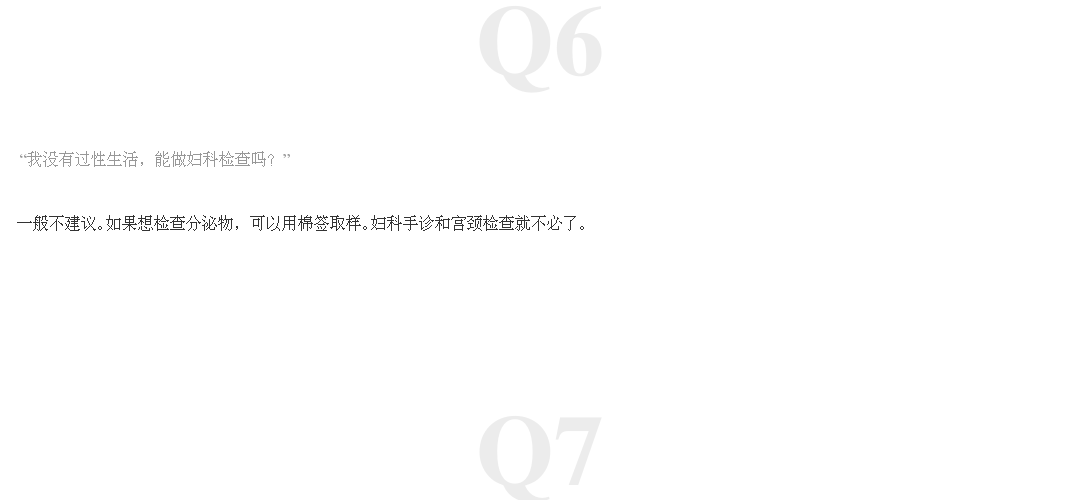 Q6
“我没有过性生活，能做妇科检查吗？”
一般不建议。如果想检查分泌物，可以用棉签取样。妇科手诊和宫颈检查就不必了。
Q7